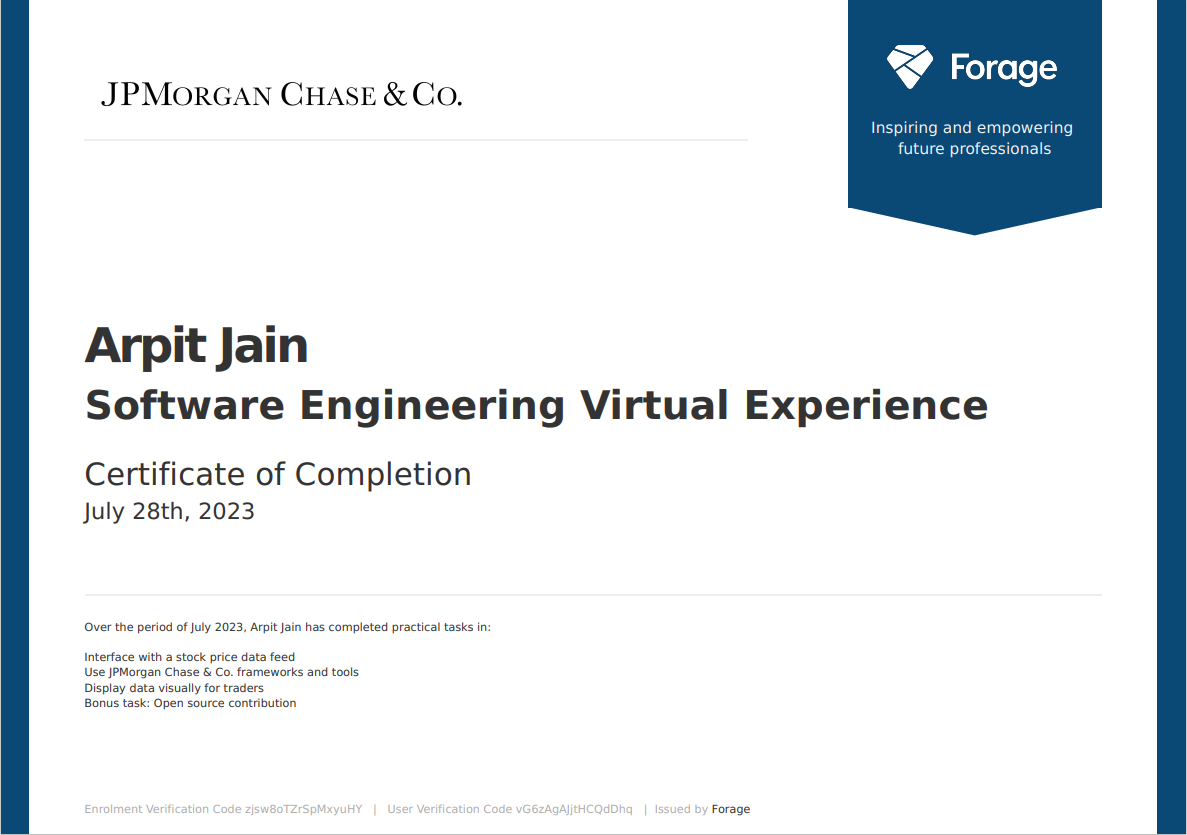 JPMORGAN CHASE & CO.
Forage
Inspiring and empowering
future professionals
Arpit Jain
Software Engineering Virtual Experience
Certificate of Completion
July 28th, 2023
Over the period of July 2023, Arpit Jain has completed practical tasks in:
Interface with a stock price data feed
Use JPMorgan Chase & Co. frameworks and tools
Display data visually for traders
Bonus task: Open source contribution
Enrolment Verification Code zjsw8oTZrSpMxyuHY | User Verification Code vG6zAgAJjtHCQdDhq | Issued by Forage